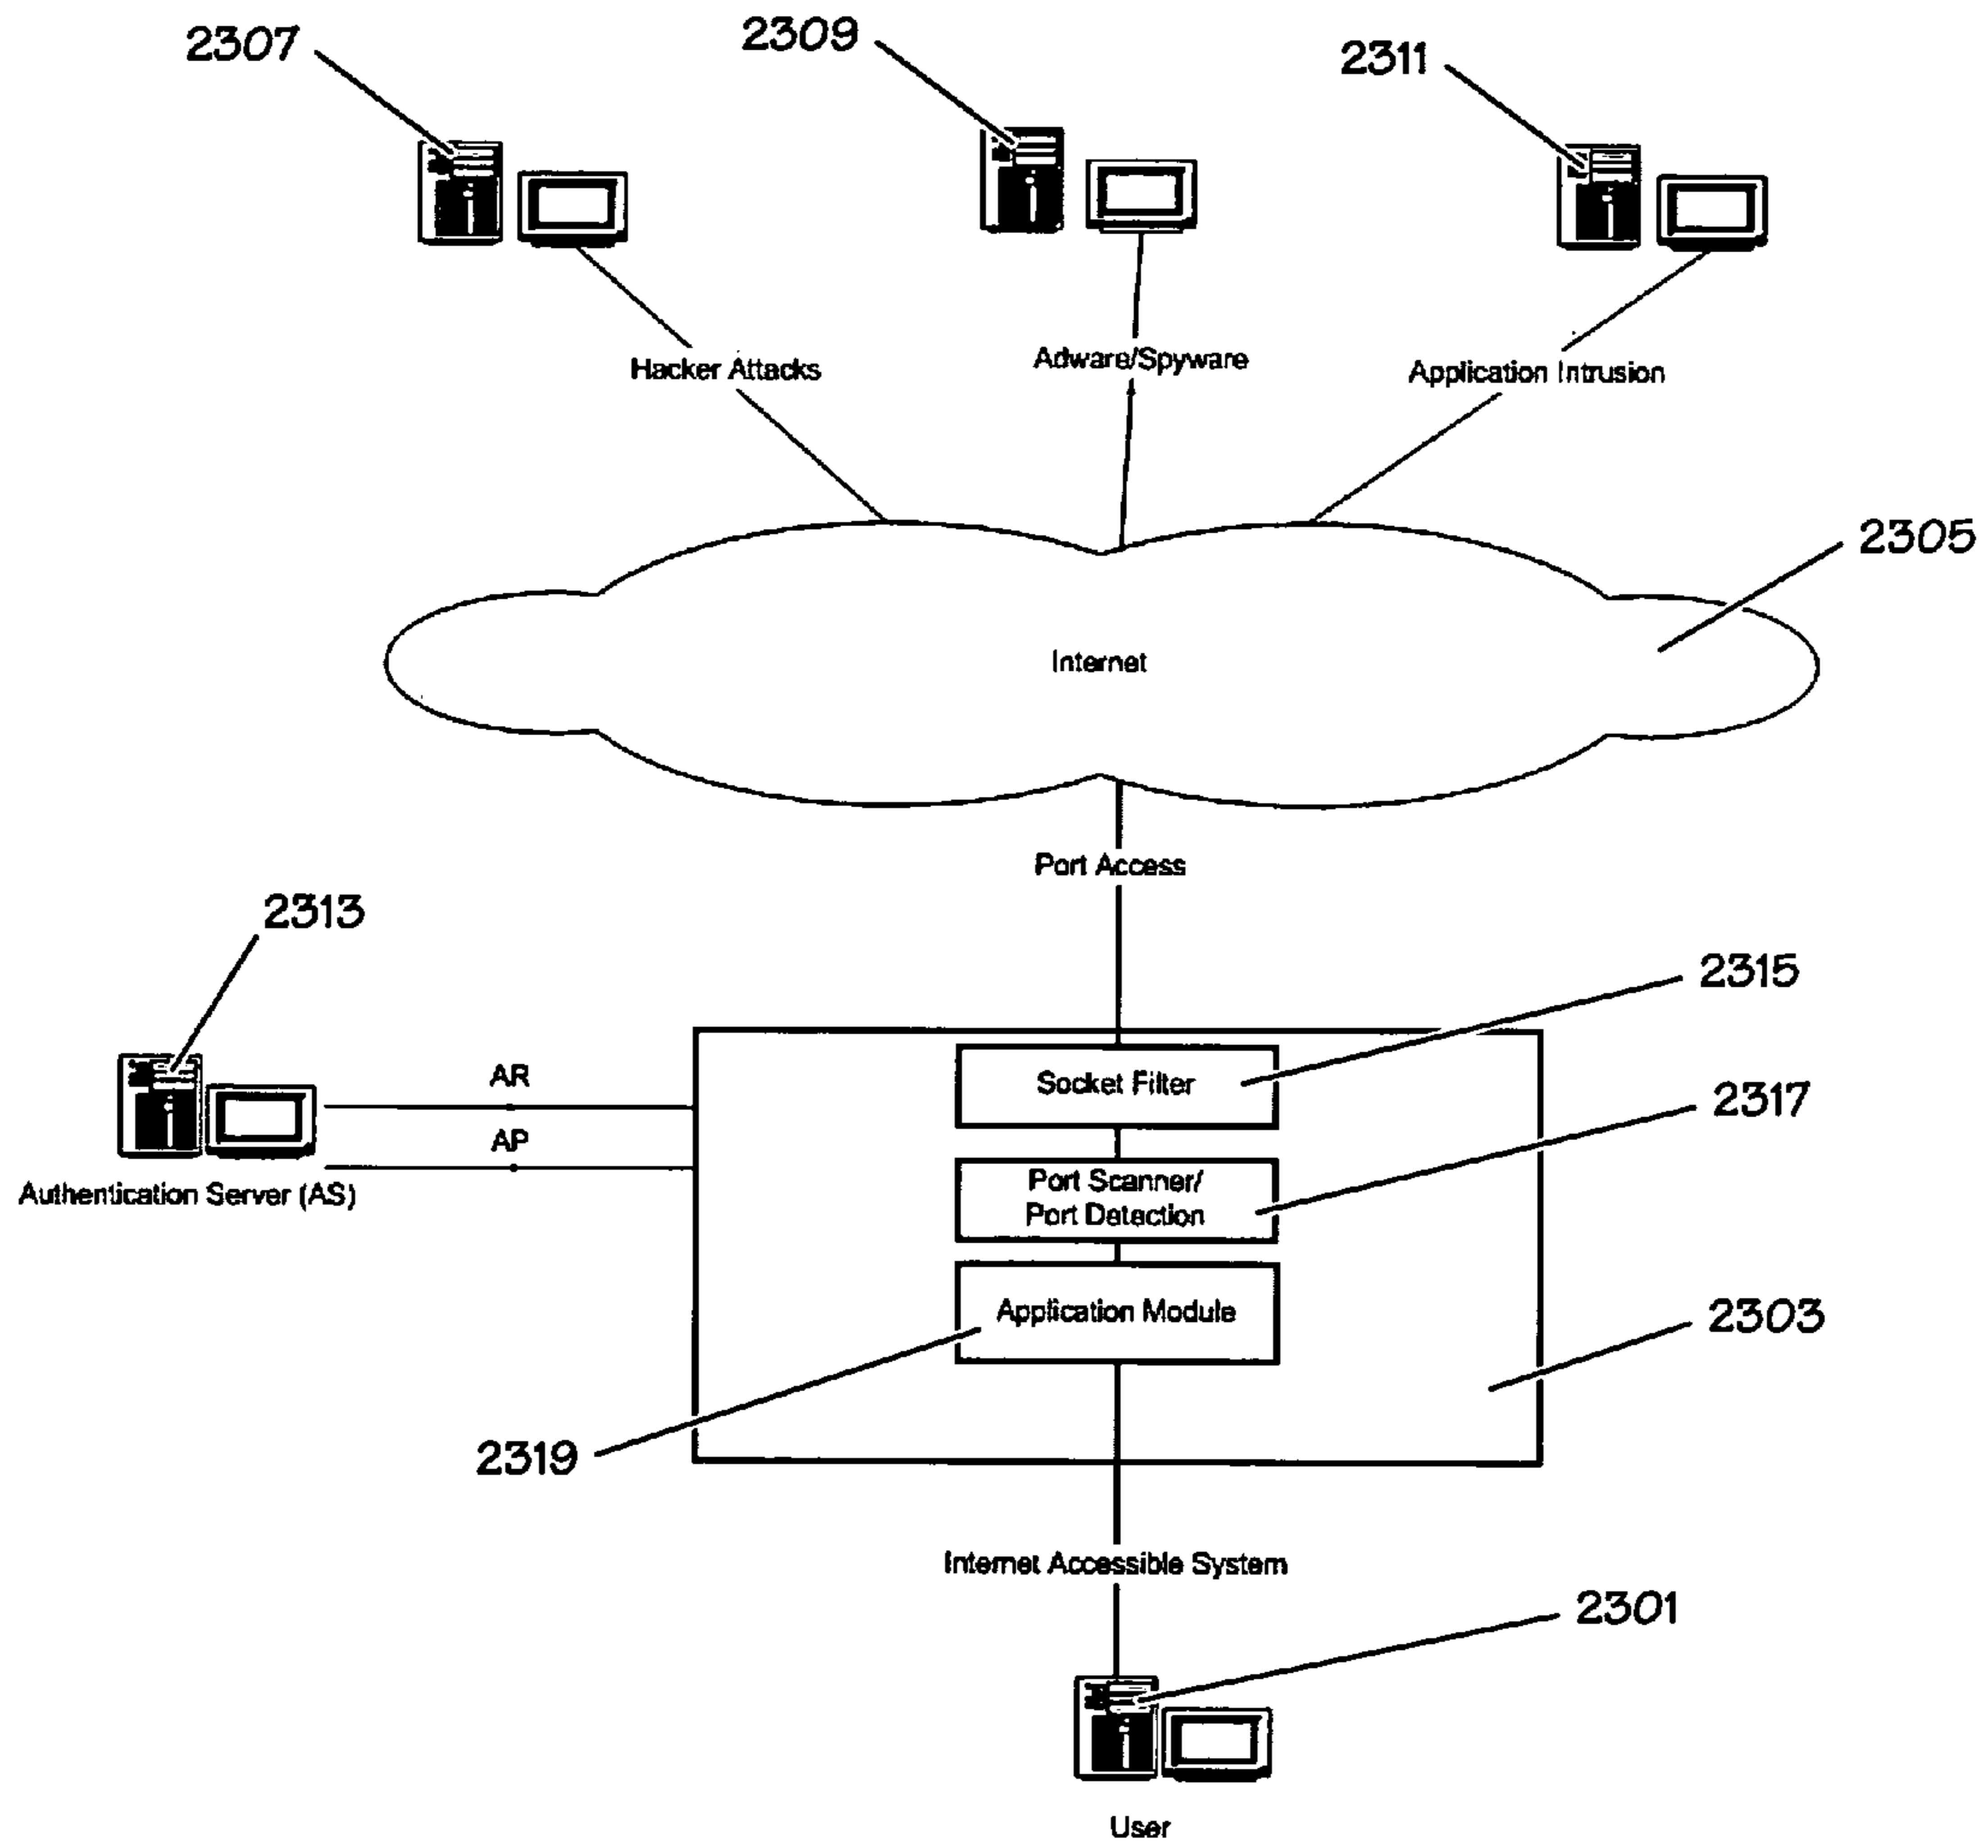 2307
2309
2311
Hacker Attacks
Adware/Spyware
Application Intrusion
2305
Internet
Port Access
2313
2315
AR
Socket Filter
2317
AP
Port Scanner/
Port Detection
Authentication Server (AS)
Application Module
2303
2319
Internet Accessible System
2301
User